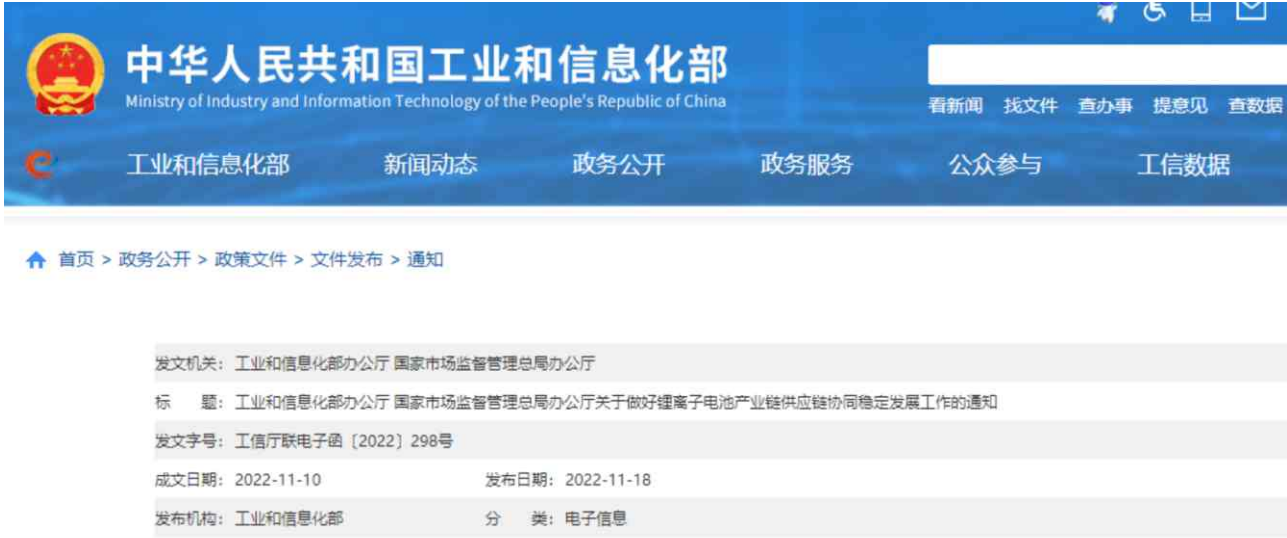 中华人民共和国工业和信息化部
Ministry of Industry and Information Technology of the People's Republic of China
看新闻 找文件 查办事 提意见 查数据
工业和信息化部 新闻动态 政务公开 政务服务 公众参与 工信数据
首页 > 政务公开 > 政策文件 > 文件发布 > 通知
发文机关： 工业和信息化部办公厅 国家市场监督管理总局办公厅
标 题： 工业和信息化部办公厅 国家市场监督管理总局办公厅关于做好锂离子电池产业链供应链协同稳定发展工作的通知
发文字号： 工信厅联电子函〔2022〕298号
成文日期： 2022-11-10 发布日期： 2022-11-18
发布机构： 工业和信息化部 分 类： 电子信息